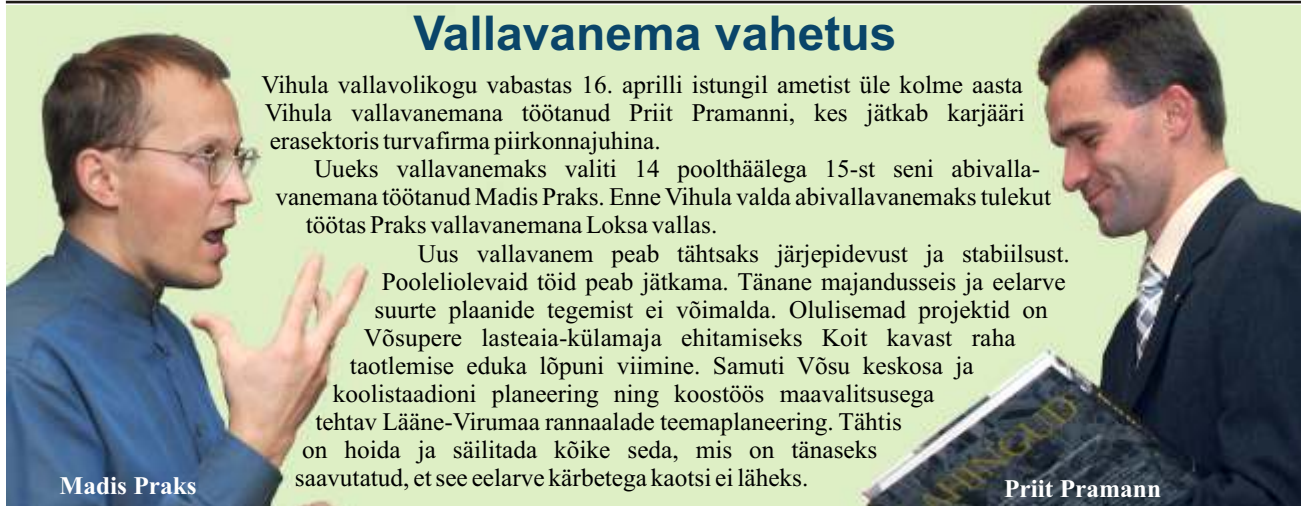 Vallavanema vahetus
Vihula vallavolikogu vabastas 16. aprilli istungil ametist üle kolme aasta
Vihula vallavanemana töötanud Priit Pramanni, kes jätkab karjääri
erasektoris turvafirma piirkonnajuhina.
Uueks vallavanemaks valiti 14 poolthäälega 15-st seni abivalla-
vanemana töötanud Madis Praks. Enne Vihula valda abivallavanemaks tulekut
töötas Praks vallavanemana Loksa vallas.
Uus vallavanem peab tähtsaks järjepidevust ja stabiilsust.
Pooleliolevaid töid peab jätkama. Tänane majandusseis ja eelarve
suurte plaanide tegemist ei võimalda. Olulisemad projektid on
Võsupere lasteaia-külamaja ehitamiseks Koit kavast raha
taotlemise eduka lõpuni viimine. Samuti Võsu keskosa ja
koolistaadioni planeering ning koostöös maavalitsusega
tehtav Lääne-Virumaa rannaalade teemaplaneering. Tähtis
on hoida ja säilitada kõike seda, mis on tänaseks
saavutatud, et see eelarve kärbetega kaotsi ei läheks.
Madis Praks
Priit Pramann